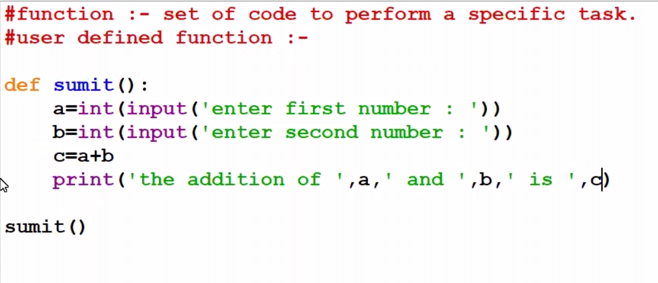 #function :- set of code to perform a specific task.
#user defined function :-
def sumit():
a=int(input('enter first number : '))
b=int(input('enter second number : '))
c=a+b
print('the addition of ',a,' and ',b,' is ',c)
sumit()